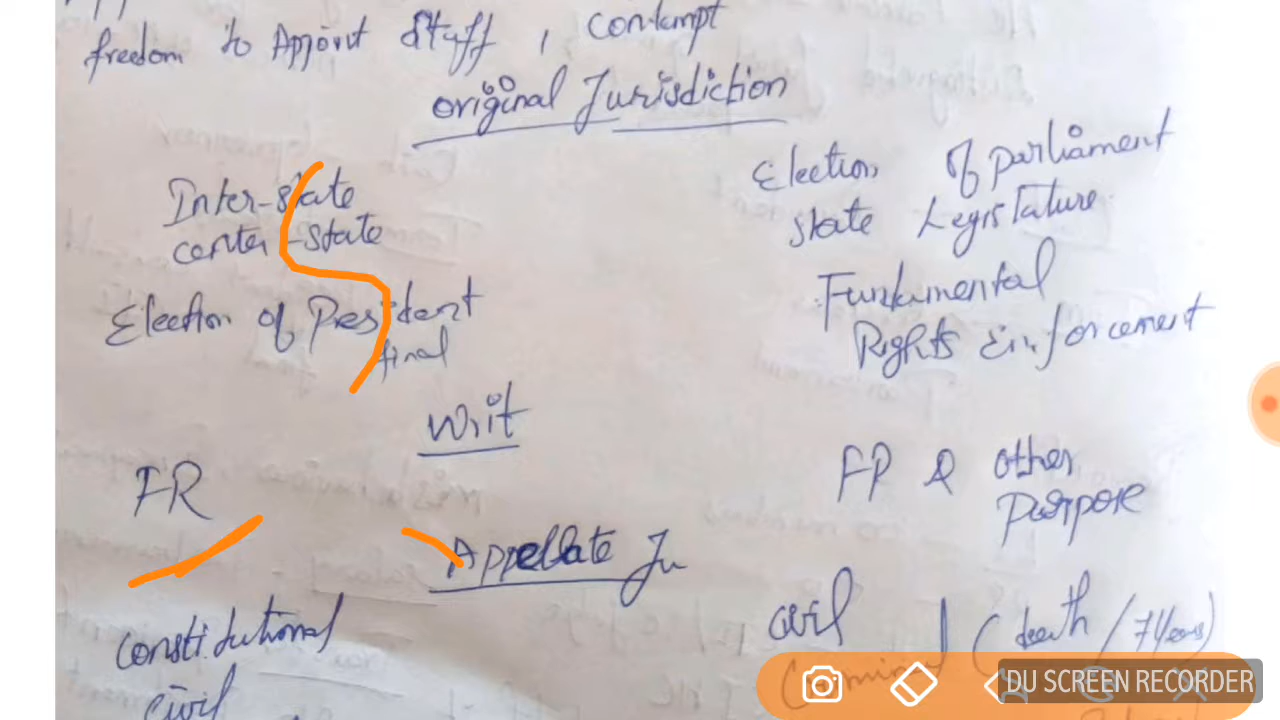 freedom to Appoint staff, contempt
original Jurisdiction
Inter-state
center-state
Election of President
final
Election of parliament
state Legislature
Fundamental
Rights Enforcement
Writ
FR
FR & other
purpose
Appellate Ju
constitutional
civil
civil
criminal (death/7 Years)
DU SCREEN RECORDER